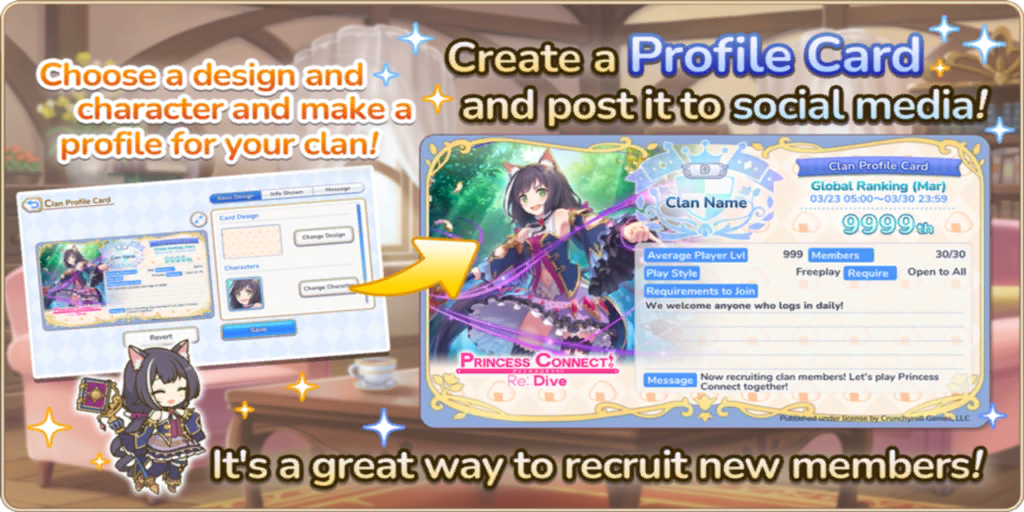 Choose a design and
character and make a
profile for your clan!
Create a Profile Card
and post it to social media!
Clan Profile Card
Basic Design
Info Shown
Message
Card Design
Change Design
Characters
Revert
Save
Clan Profile Card
Global Ranking (Mar)
03/23 05:00～03/30 23:59
9999th
D
Clan Name
Average Player Lvl 999 Members 30/30
Play Style Freeplay Require Open to All
Requirements to Join
We welcome anyone who logs in daily!
PRINCESS CONNECT!
Re: Dive
Message Now recruiting clan members! Let's play Princess
Connect together!
Published under license by Crunchyroll Games, LLC
It's a great way to recruit new members!